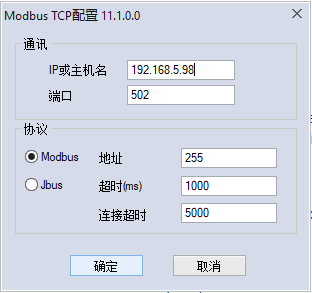 Modbus TCP配置 11.1.0.0
通讯
IP或主机名 192.168.5.98
端口 502
协议
Modbus 地址 255
Jbus 超时(ms) 1000
连接超时 5000
确定 取消